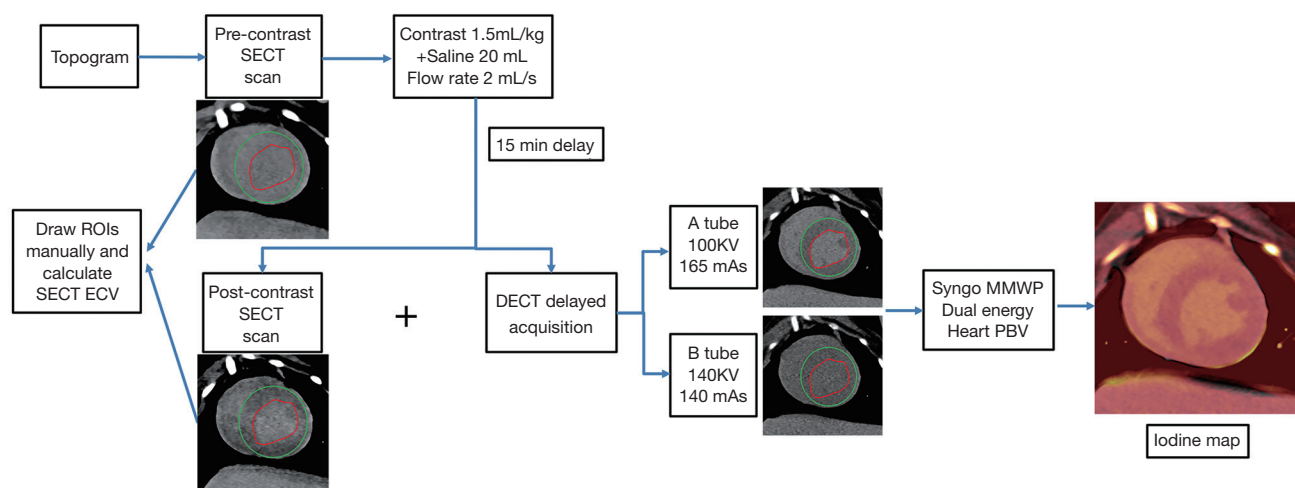 Topogram
Pre-contrast
SECT
scan
Contrast 1.5mL/kg
+Saline 20 mL
Flow rate 2 mL/s
15 min delay
Draw ROIs
manually and
calculate
SECT ECV
Post-contrast
SECT
scan
+
DECT delayed
acquisition
A tube
100KV
165 mAs
B tube
140KV
140 mAs
Syngo MMWP
Dual energy
Heart PBV
Iodine map